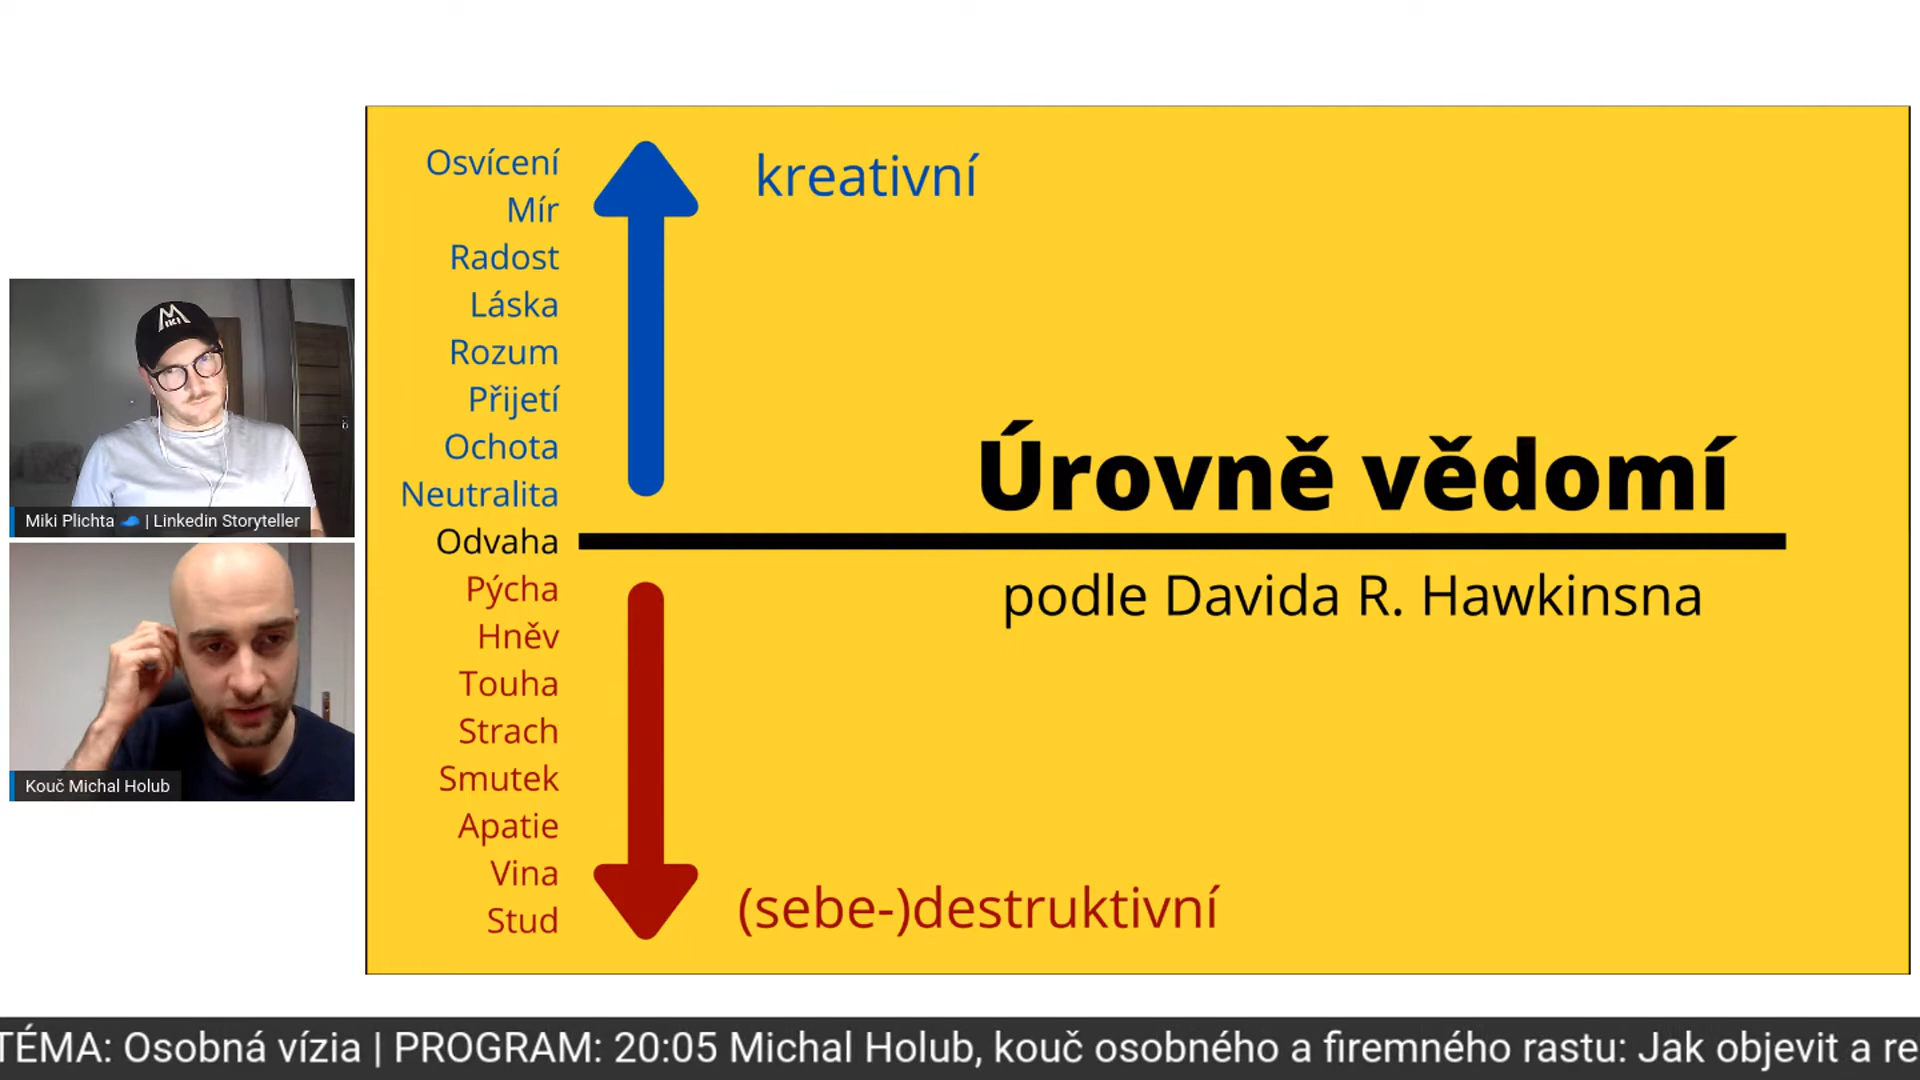 Osvícení
Mír
Radost
Láska
Rozum
Přijetí
Ochota
Neutralita
Odvaha
Pýcha
Hněv
Touha
Strach
Smutek
Apatie
Vina
Stud
kreativní
Úrovně vědomí
podle Davida R. Hawkinsna
(sebe-)destruktivní
MIKI
Miki Plichta | Linkedin Storyteller
Kouč Michal Holub
TÉMA: Osobná vízia | PROGRAM: 20:05 Michal Holub, kouč osobného a firemného rastu: Jak objevit a re